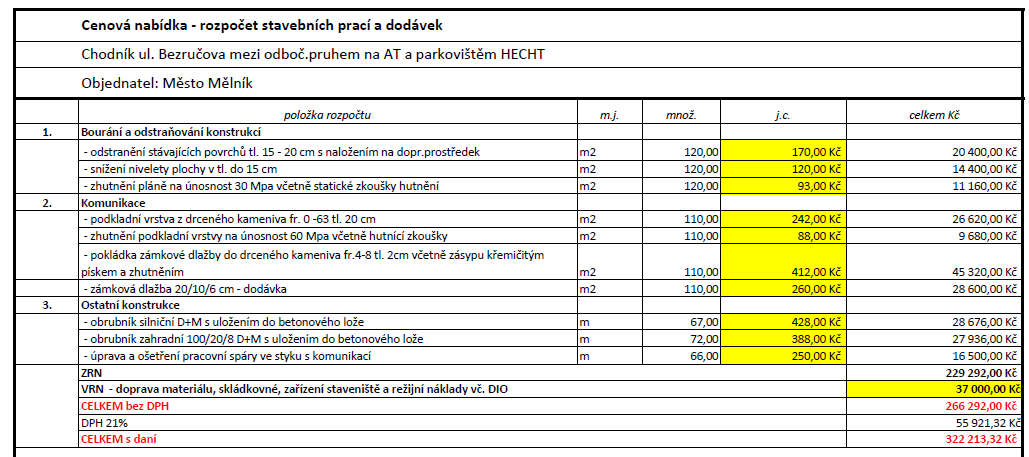 Cenová nabídka - rozpočet stavebních prací a dodávek
Chodník ul. Bezručova mezi odboč.pruhem na AT a parkovištěm HECHT
Objednatel: Město Mělník
položka rozpočtu m.j. množ. j.c. celkem Kč
1. Bourání a odstraňování konstrukcí
- odstranění stávajících povrchů tl. 15 - 20 cm s naložením na dopr.prostředek m2 120,00 170,00 Kč 20 400,00 Kč
- snížení nivelety plochy v tl. do 15 cm m2 120,00 120,00 Kč 14 400,00 Kč
- zhutnění pláně na únosnost 30 Mpa včetně statické zkoušky hutnění m2 120,00 93,00 Kč 11 160,00 Kč
2. Komunikace
- podkladní vrstva z drceného kameniva fr. 0 -63 tl. 20 cm m2 110,00 242,00 Kč 26 620,00 Kč
- zhutnění podkladní vrstvy na únosnost 60 Mpa včetně hutnící zkoušky m2 110,00 88,00 Kč 9 680,00 Kč
- pokládka zámkové dlažby do drceného kameniva fr.4-8 tl. 2cm včetně zásypu křemičitým
pískem a zhutněním m2 110,00 412,00 Kč 45 320,00 Kč
- zámková dlažba 20/10/6 cm - dodávka m2 110,00 260,00 Kč 28 600,00 Kč
3. Ostatní konstrukce
- obrubník silniční D+M s uložením do betonového lože m 67,00 428,00 Kč 28 676,00 Kč
- obrubník zahradní 100/20/8 D+M s uložením do betonového lože m 72,00 388,00 Kč 27 936,00 Kč
- úprava a ošetření pracovní spáry ve styku s komunikací m 66,00 250,00 Kč 16 500,00 Kč
ZRN 229 292,00 Kč
VRN - doprava materiálu, skládkovné, zařízení staveniště a režijní náklady vč. DIO 37 000,00 Kč
CELKEM bez DPH 266 292,00 Kč
DPH 21% 55 921,32 Kč
CELKEM s daní 322 213,32 Kč